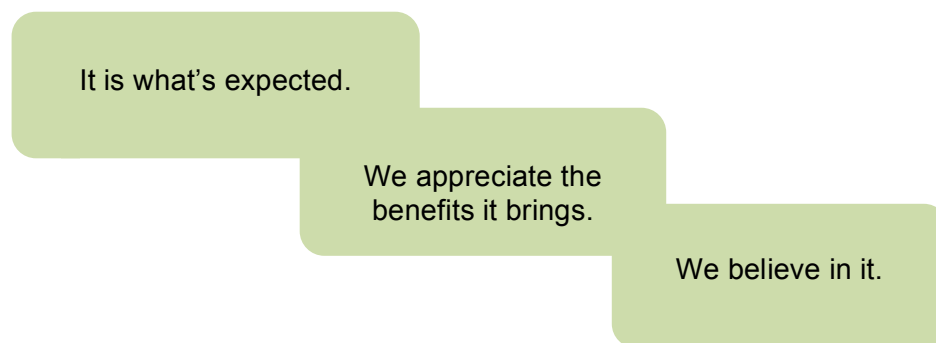 It is what’s expected.
We appreciate the
benefits it brings.
We believe in it.